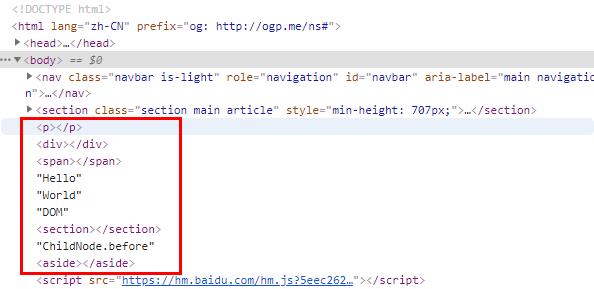 <!DOCTYPE html>
<html lang="zh-CN" prefix="og: http://ogp.me/ns#">
▶<head>…</head>
···▼<body> == $0
▶<nav class="navbar is-light" role="navigation" id="navbar" aria-label="main navigatio
n">…</nav>
▶<section class="section main article" style="min-height: 707px;">…</section>
<p></p>
<div></div>
<span></span>
"Hello"
"World"
"DOM"
<section></section>
"ChildNode.before"
<aside></aside>
<script src="https://hm.baidu.com/hm.js?5eec262…"></script>